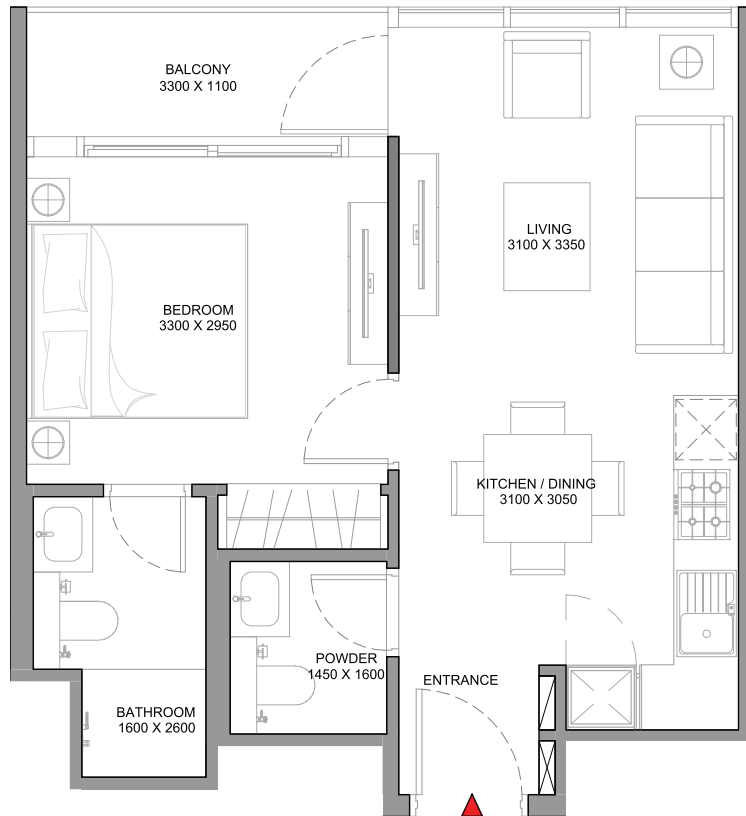 BALCONY
3300 X 1100
LIVING
3100 X 3350
BEDROOM
3300 X 2950
KITCHEN / DINING
3100 X 3050
POWDER
1450 X 1600
ENTRANCE
BATHROOM
1600 X 2600